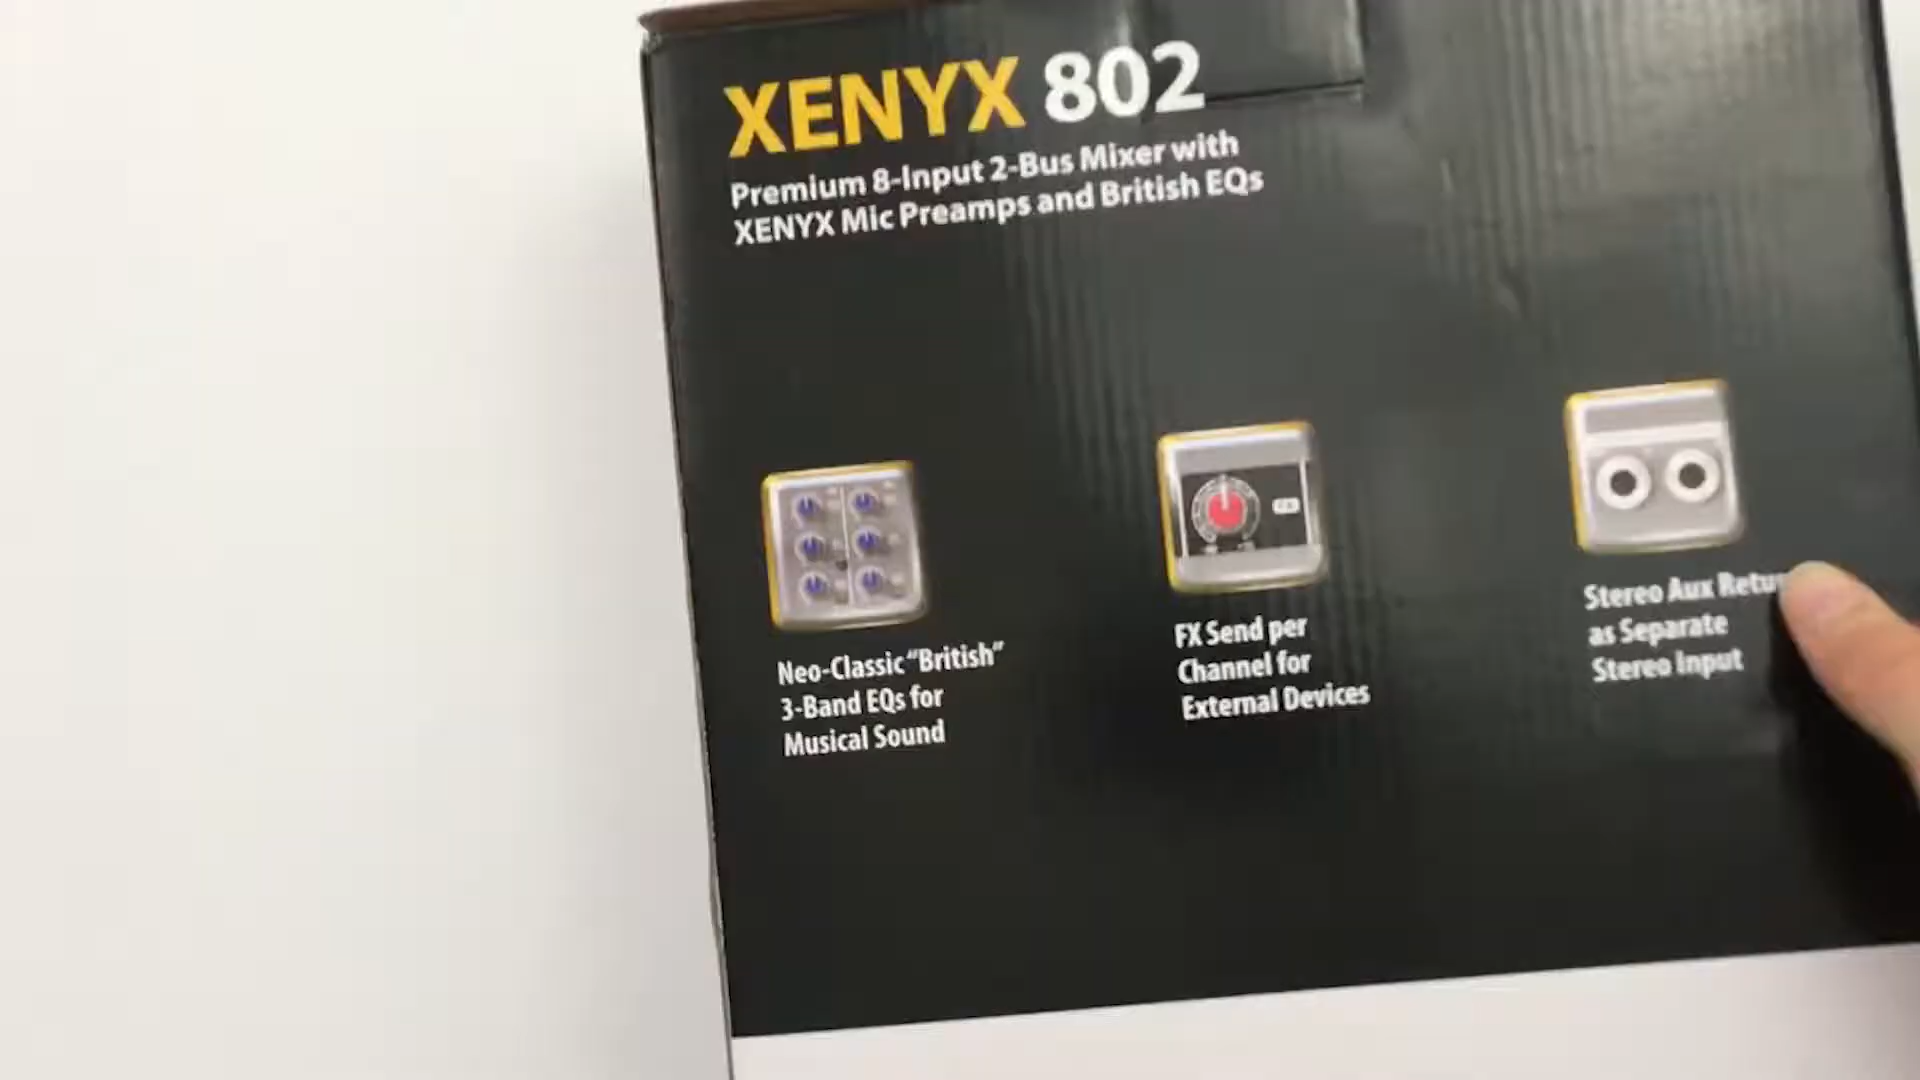 XENYX 802
Premium 8-Input 2-Bus Mixer with
XENYX Mic Preamps and British EQs
Neo-Classic “British”
3-Band EQs for
Musical Sound
FX Send per
Channel for
External Devices
Stereo Aux
as Separate
Stereo Input